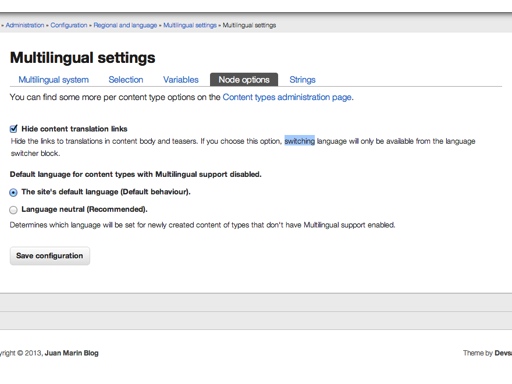 » Administration » Configuration » Regional and language » Multilingual settings » Multilingual settings
Multilingual settings
Multilingual system Selection Variables Node options Strings
You can find some more per content type options on the Content types administration page.
Hide content translation links
Hide the links to translations in content body and teasers. If you choose this option, switching language will only be available from the language
switcher block.
Default language for content types with Multilingual support disabled.
The site's default language (Default behaviour).
Language neutral (Recommended).
Determines which language will be set for newly created content of types that don't have Multilingual support enabled.
Save configuration
yright © 2013, Juan Marin Blog
Theme by Devs